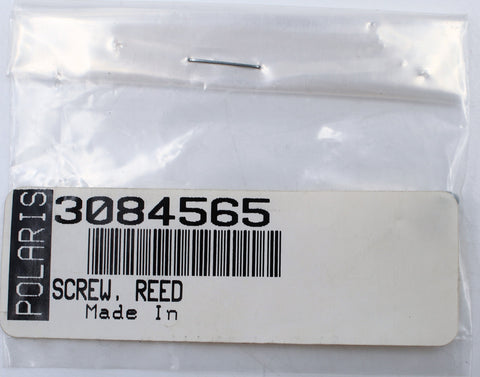 POLARIS
3084565
SCREW, REED
Made In